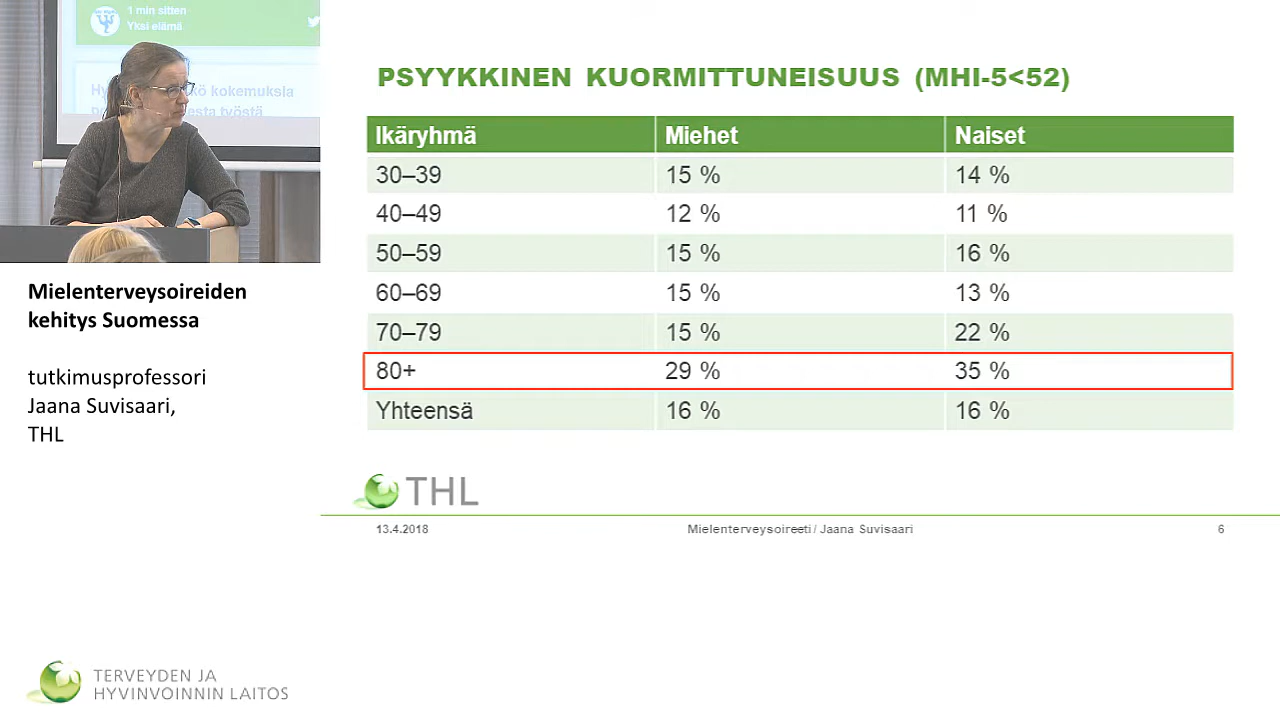 1 min sitten
Yksi elämä
kokemuksia
työstä
Mielenterveysoireiden
kehitys Suomessa
tutkimusprofessori
Jaana Suvisaari,
THL
PSYYKKINEN KUORMITTUNEISUUS (MHI-5<52)
Ikäryhmä Miehet Naiset
30–39 15 % 14 %
40–49 12 % 11 %
50–59 15 % 16 %
60–69 15 % 13 %
70–79 15 % 22 %
80+ 29 % 35 %
Yhteensä 16 % 16 %
THL
13.4.2018 Mielenterveysoireeti / Jaana Suvisaari 6
TERVEYDEN JA
HYVINVOINNIN LAITOS